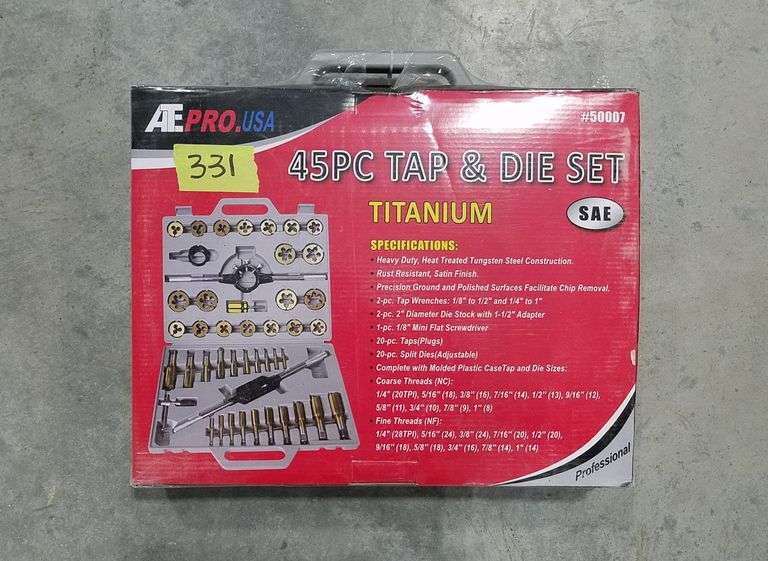 AEPRO.USA
#50007
331
45PC TAP & DIE SET
TITANIUM
SAE
SPECIFICATIONS:
• Heavy Duty, Heat Treated Tungsten Steel Construction.
• Rust Resistant, Satin Finish.
• Precision Ground and Polished Surfaces Facilitate Chip Removal.
• 2-pc. Tap Wrenches: 1/8" to 1/2" and 1/4" to 1"
• 2-pc. 2" Diameter Die Stock with 1-1/2" Adapter
• 1-pc. 1/8" Mini Flat Screwdriver
• 20-pc. Taps(Plugs)
• 20-pc. Split Dies(Adjustable)
• Complete with Molded Plastic CaseTap and Die Sizes:
• Coarse Threads (NC):
1/4" (20TPI), 5/16" (18), 3/8" (16), 7/16" (14), 1/2" (13), 9/16" (12),
5/8" (11), 3/4" (10), 7/8" (9), 1" (8)
• Fine Threads (NF):
1/4" (28TPI), 5/16" (24), 3/8" (24), 7/16" (20), 1/2" (20),
9/16" (18), 5/8" (18), 3/4" (16), 7/8" (14), 1" (14)
Professional